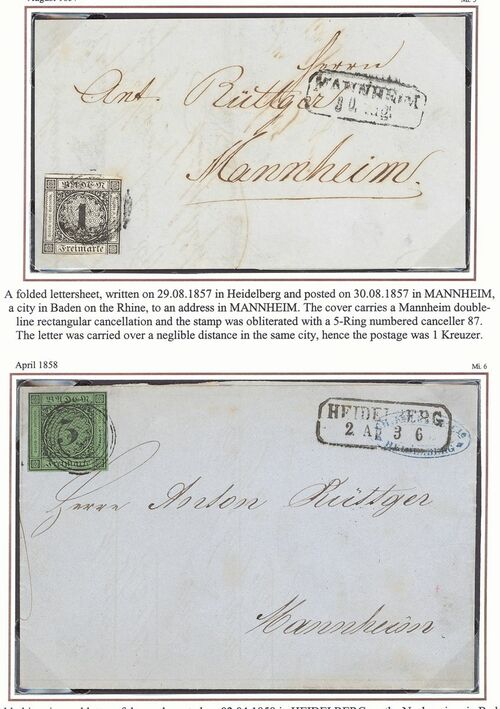 Mi. 5
Herrn
Ant. Rüttger
MANNHEIM
30. Aug.
Mannheim.
BADEN
1
Freimarke
A folded lettersheet, written on 29.08.1857 in Heidelberg and posted on 30.08.1857 in MANNHEIM,
a city in Baden on the Rhine, to an address in MANNHEIM. The cover carries a Mannheim double-
line rectangular cancellation and the stamp was obliterated with a 5-Ring numbered canceller 87.
The letter was carried over a neglible distance in the same city, hence the postage was 1 Kreuzer.
April 1858
Mi. 6
BADEN
3
Freimarke
HEIDELBERG
2 AP 3 6
HEIDELBERG
Herrn Anton Rüttger
Mannheim.